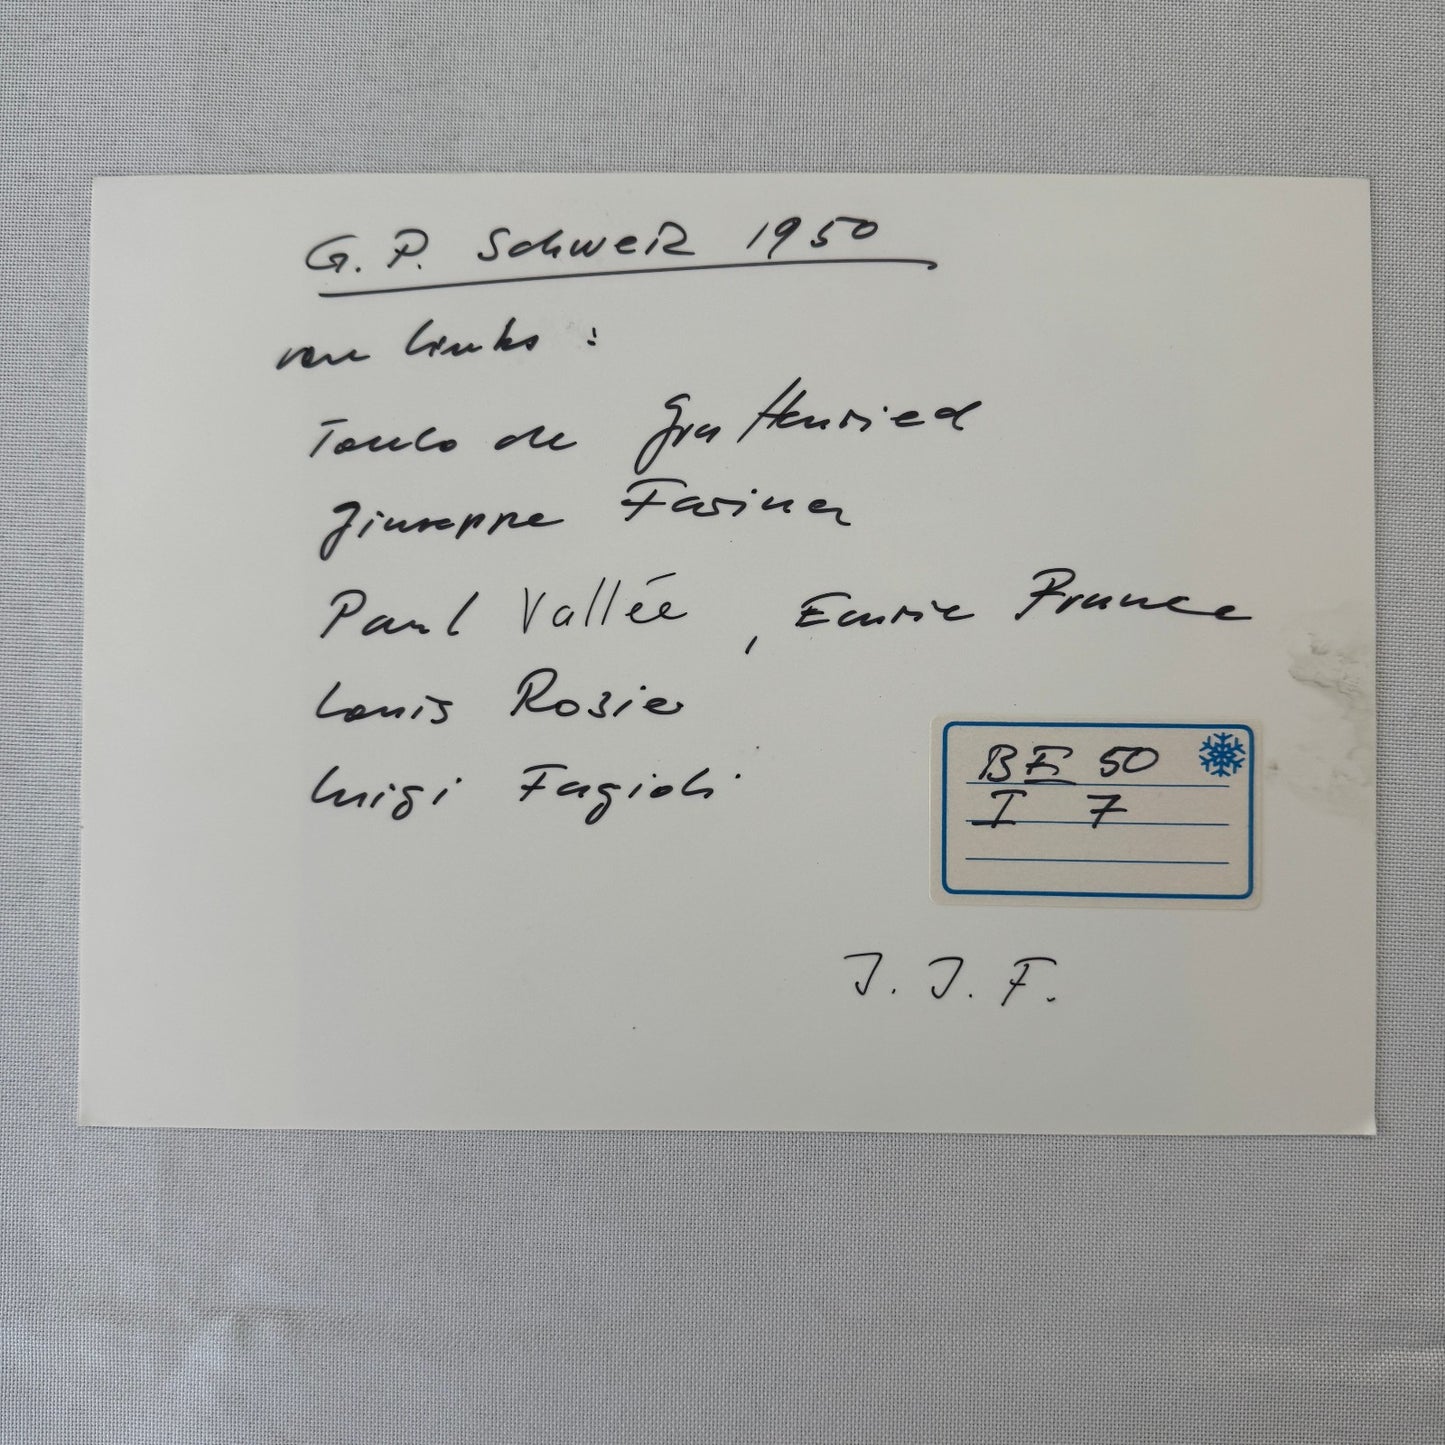 G. P. Schweiz 1950
von links :
Toulo de Graffenried
Giuseppe Farina
Paul Vallée , Ecurie France
Louis Rosier
Luigi Fagioli
BE 50
I 7
J. J. F.